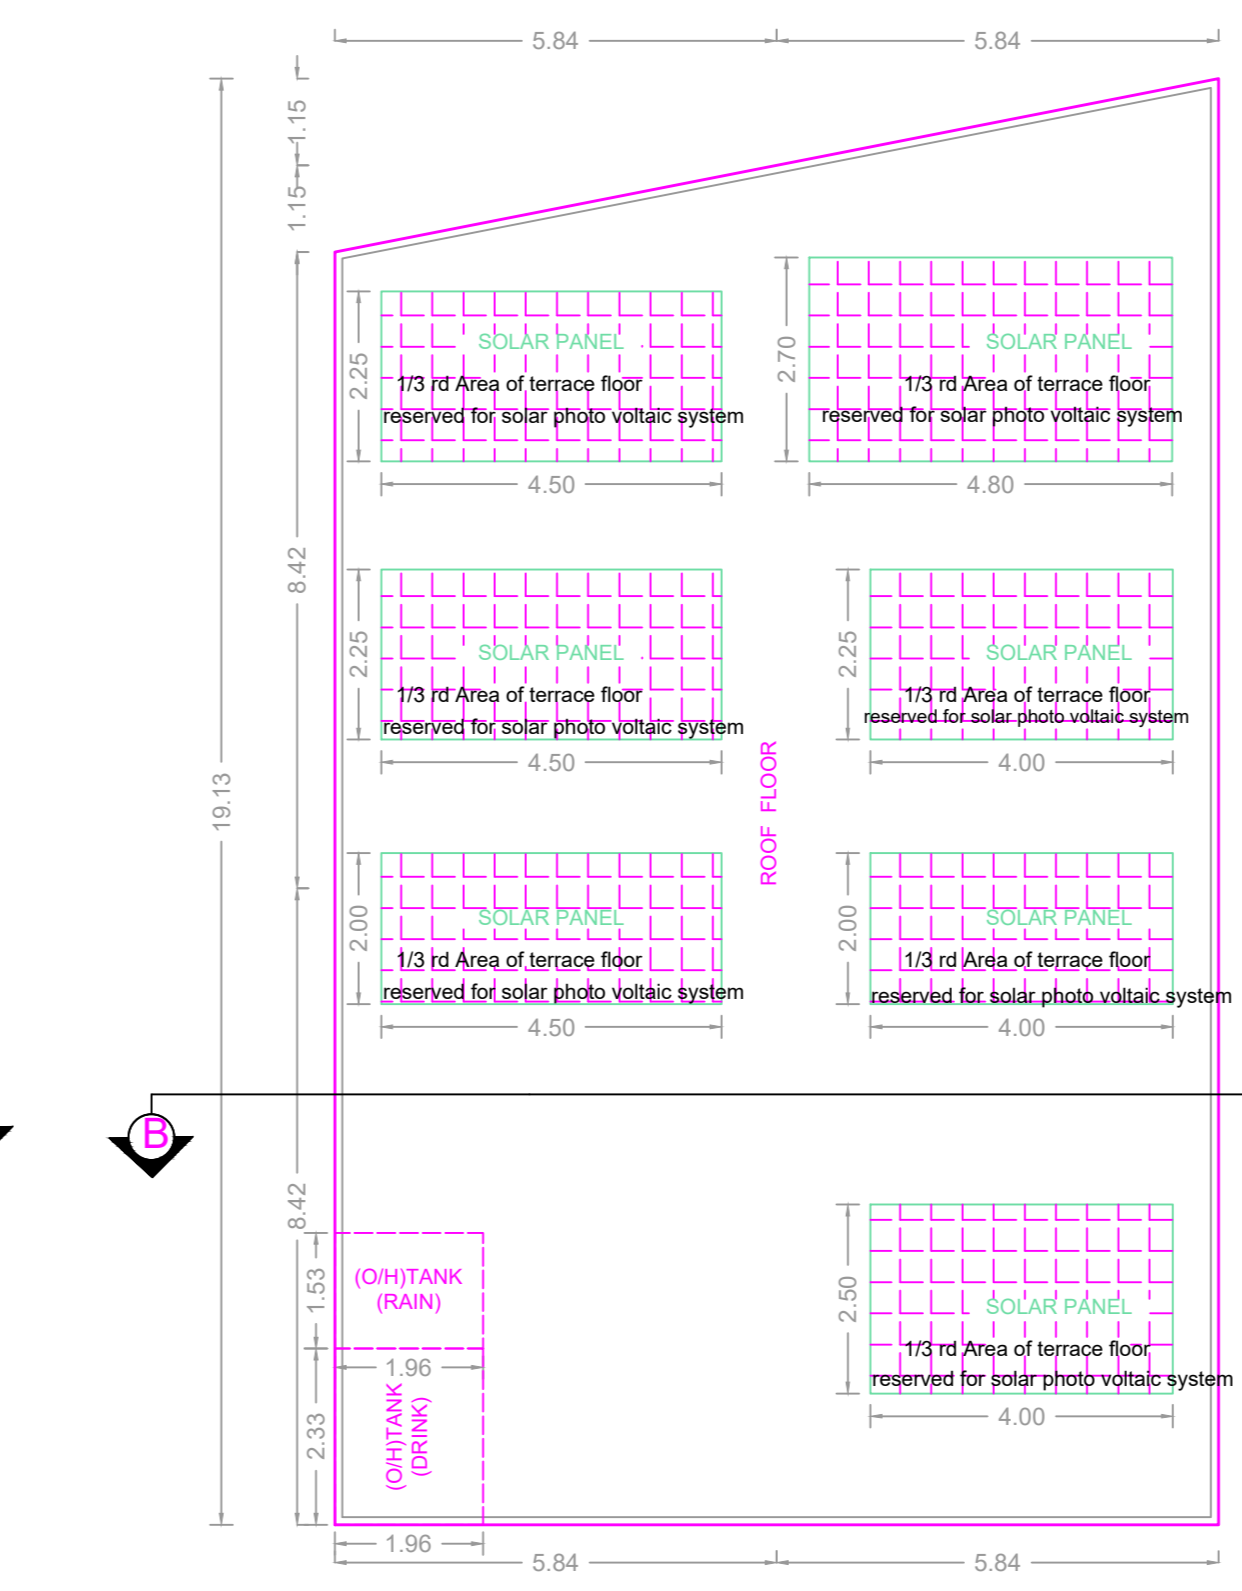 5.84
5.84
1.15
1.15
8.42
19.13
8.42
2.25
SOLAR PANEL
1/3 rd Area of terrace floor
reserved for solar photo voltaic system
4.50
2.70
SOLAR PANEL
1/3 rd Area of terrace floor
reserved for solar photo voltaic system
4.80
2.25
SOLAR PANEL
1/3 rd Area of terrace floor
reserved for solar photo voltaic system
4.50
2.25
SOLAR PANEL
1/3 rd Area of terrace floor
reserved for solar photo voltaic system
4.00
ROOF FLOOR
2.00
SOLAR PANEL
1/3 rd Area of terrace floor
reserved for solar photo voltaic system
4.50
2.00
SOLAR PANEL
1/3 rd Area of terrace floor
reserved for solar photo voltaic system
4.00
B
1.53
(O/H)TANK
(RAIN)
1.96
2.33
(O/H)TANK
(DRINK)
1.96
2.50
SOLAR PANEL
1/3 rd Area of terrace floor
reserved for solar photo voltaic system
4.00
5.84
5.84